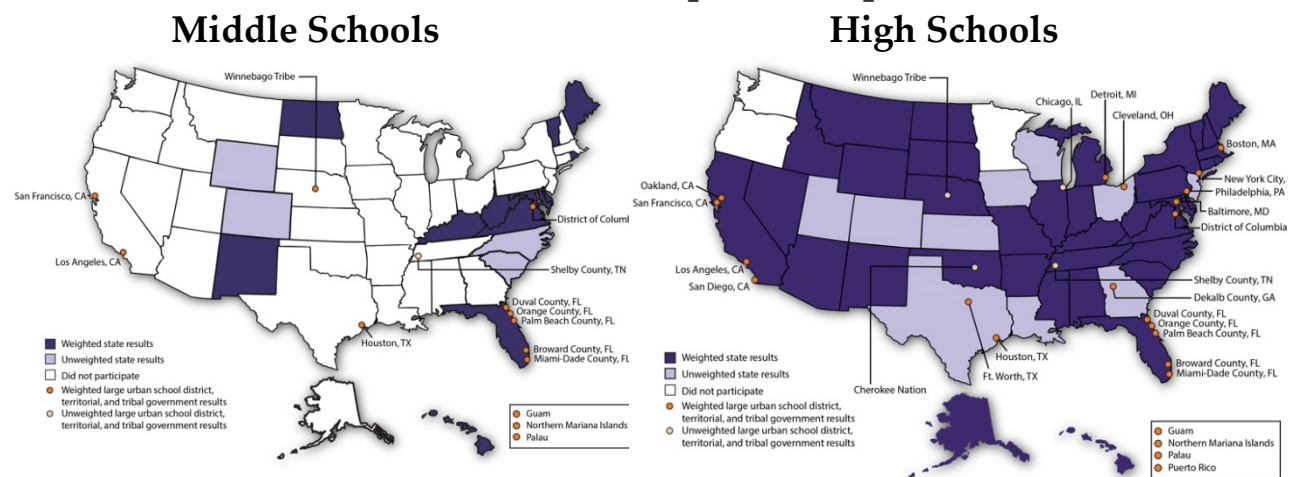 Middle Schools
Winnebago Tribe
San Francisco, CA
District of Columb
Los Angeles, CA
Shelby County, TN
Duval County, FL
Orange County, FL
Palm Beach County, FL
Houston, TX
Broward County, FL
Miami-Dade County, FL
Weighted state results
Unweighted state results
Did not participate
Weighted large urban school district,
territorial, and tribal government results
Unweighted large urban school district,
territorial, and tribal government results
Guam
Northern Mariana Islands
Palau
High Schools
Winnebago Tribe
Detroit, MI
Chicago, IL
Cleveland, OH
Boston, MA
New York City,
Oakland, CA
Philadelphia, PA
San Francisco, CA
Baltimore, MD
District of Columbia
Los Angeles, CA
Shelby County, TN
San Diego, CA
Dekalb County, GA
Duval County, FL
Orange County, FL
Palm Beach County, FL
Houston, TX
Broward County, FL
Ft. Worth, TX
Miami-Dade County, FL
Cherokee Nation
Weighted state results
Unweighted state results
Did not participate
Weighted large urban school district,
territorial, and tribal government results
Unweighted large urban school district,
territorial, and tribal government results
Guam
Northern Mariana Islands
Palau
Puerto Rico